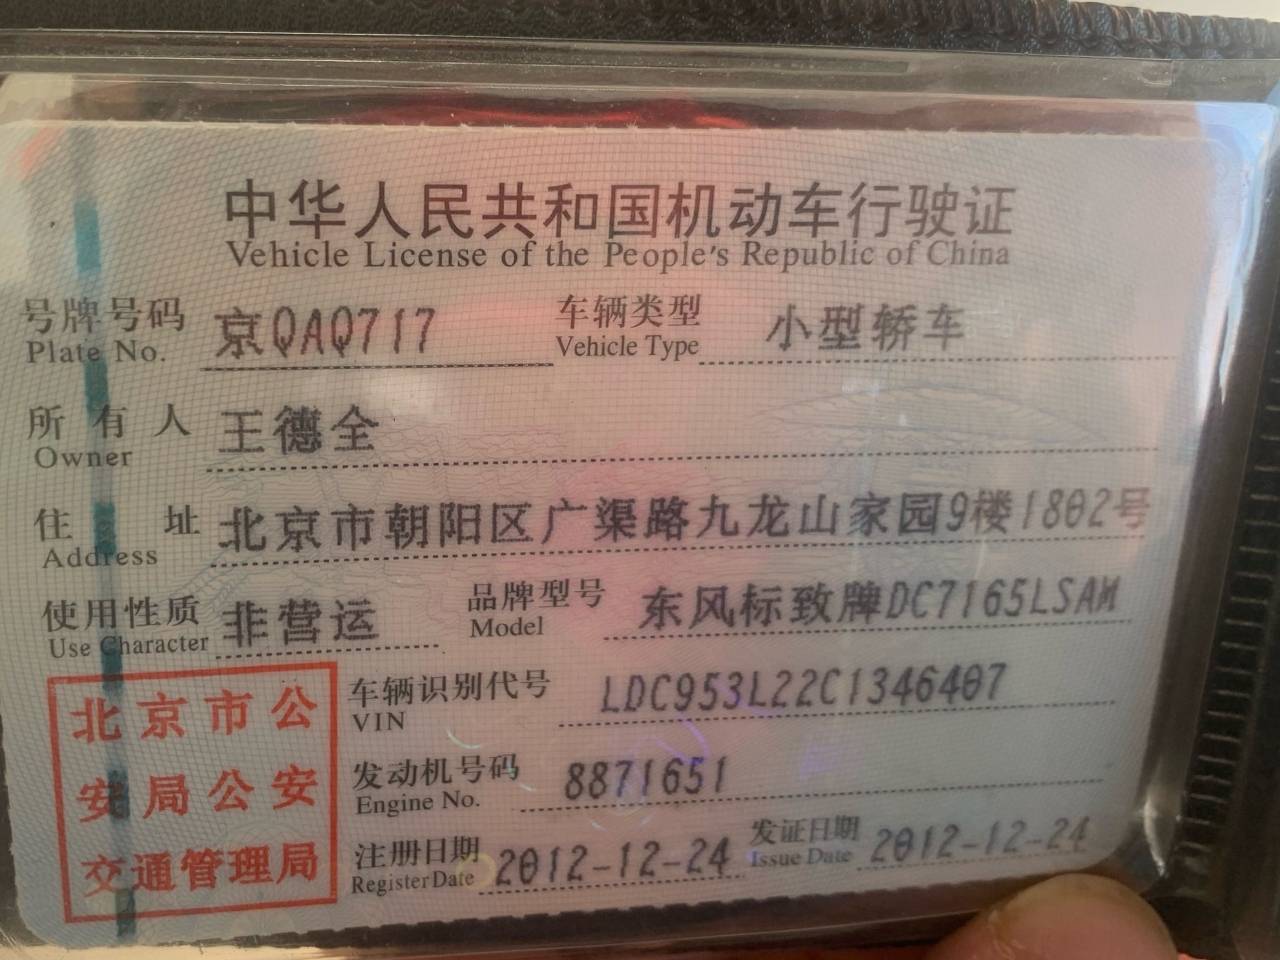 中华人民共和国机动车行驶证
Vehicle License of the People's Republic of China
号牌号码 京QAQ717 车辆类型 小型轿车
Plate No. Vehicle Type
所有人 王德全
Owner
住址 北京市朝阳区广渠路九龙山家园9楼1802号
Address
使用性质 非营运 品牌型号 东风标致牌DC7165LSAM
Use Character Model
车辆识别代号 LDC953L22C1346407
VIN
发动机号码 8871651
Engine No.
注册日期 2012-12-24 发证日期 2012-12-24
Register Date Issue Date
北京市公
安局公安
交通管理局